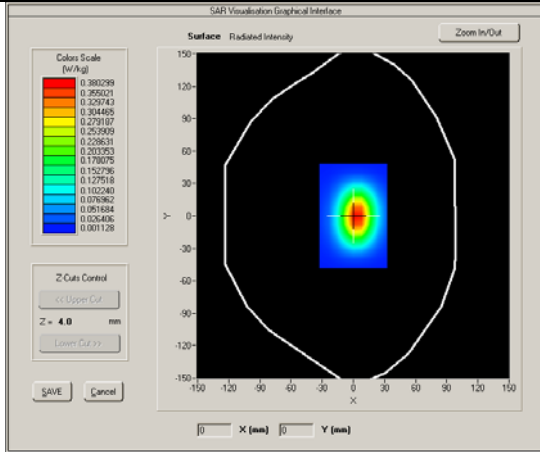 SAR Visualisation Graphical Interface
Surface Radiated Intensity
Zoom In/Out
Colors Scale
(W/kg)
0.380299
0.355021
0.329743
0.304465
0.279187
0.253909
0.228631
0.203353
0.178075
0.152796
0.127518
0.102240
0.076962
0.051684
0.026406
0.001128
Z-Cuts Control
<< Upper Cut
Z = 4.0 mm
Lower Cut >>
SAVE Cancel
150
120
90
60
30
0
-30
-60
-90
-120
-150
Y
-150 -120 -90 -60 -30 0 30 60 90 120 150
X
0 X (mm) 0 Y (mm)